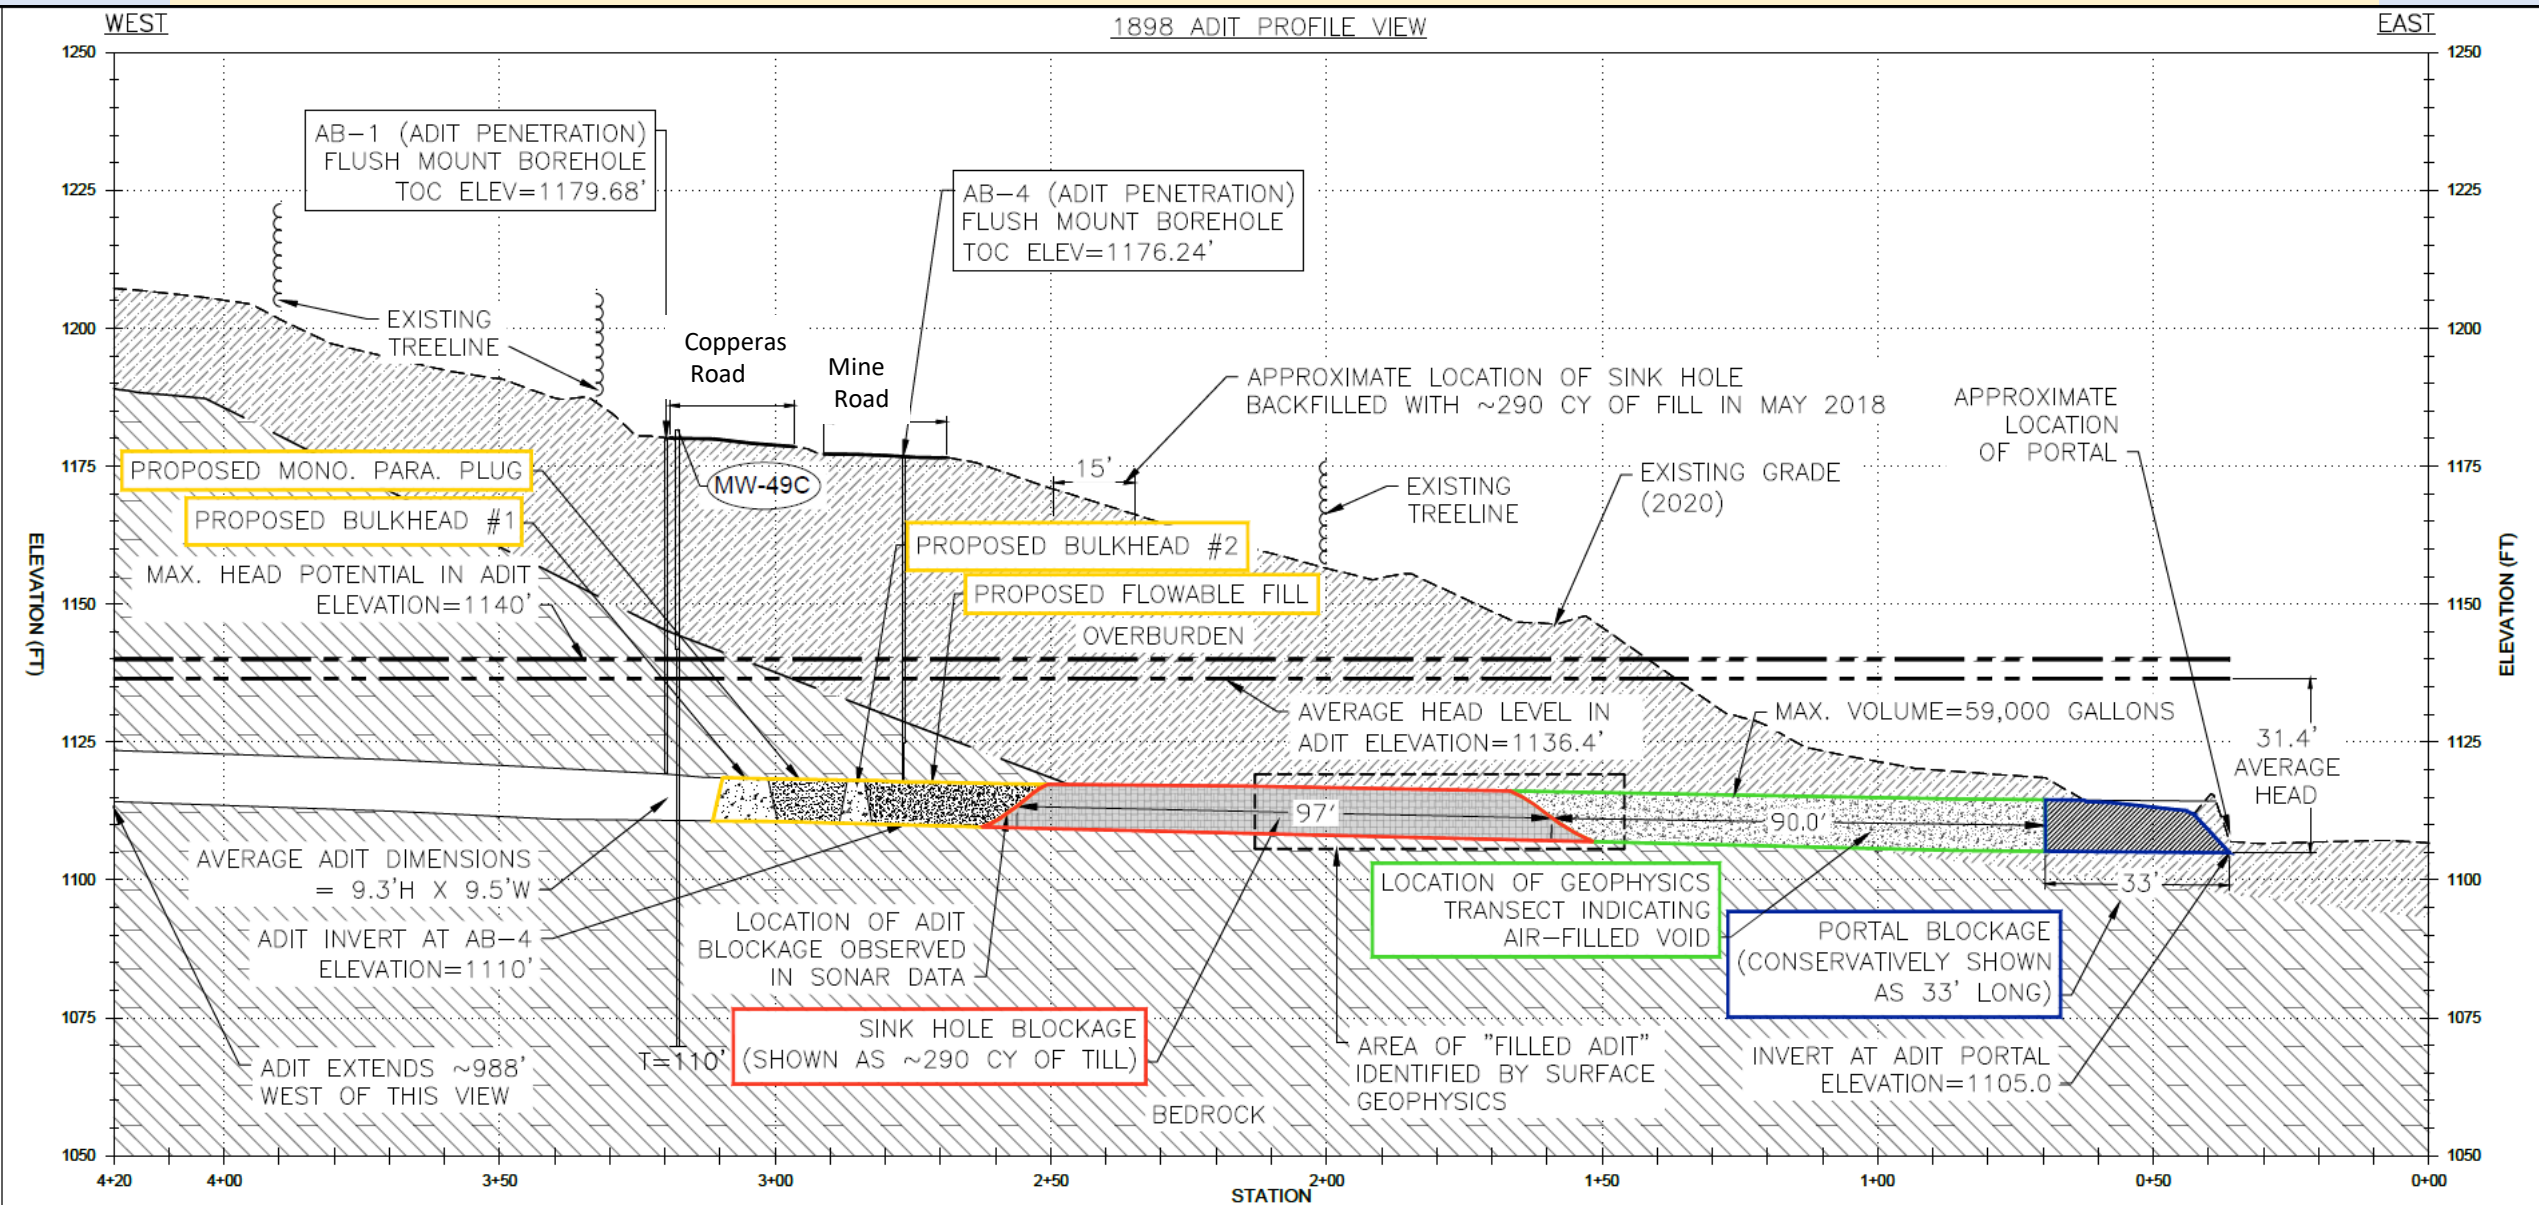 WEST
1898 ADIT PROFILE VIEW
EAST
1250
1250
AB-1 (ADIT PENETRATION)
FLUSH MOUNT BOREHOLE
TOC ELEV=1179.68'
AB-4 (ADIT PENETRATION)
FLUSH MOUNT BOREHOLE
TOC ELEV=1176.24'
1225
1225
EXISTING
TREELINE
1200
1200
Copperas
Road
Mine
Road
APPROXIMATE LOCATION OF SINK HOLE
BACKFILLED WITH ~290 CY OF FILL IN MAY 2018
APPROXIMATE
LOCATION
OF PORTAL
15'
1175
1175
PROPOSED MONO. PARA. PLUG
MW-49C
EXISTING
TREELINE
EXISTING GRADE
(2020)
PROPOSED BULKHEAD #1
PROPOSED BULKHEAD #2
MAX. HEAD POTENTIAL IN ADIT
ELEVATION=1140'
PROPOSED FLOWABLE FILL
OVERBURDEN
1150
1150
ELEVATION (FT)
ELEVATION (FT)
AVERAGE HEAD LEVEL IN
ADIT ELEVATION=1136.4'
MAX. VOLUME=59,000 GALLONS
31.4'
AVERAGE
HEAD
1125
1125
97'
90.0'
AVERAGE ADIT DIMENSIONS
= 9.3'H X 9.5'W
33'
1100
1100
ADIT INVERT AT AB-4
ELEVATION=1110'
LOCATION OF ADIT
BLOCKAGE OBSERVED
IN SONAR DATA
LOCATION OF GEOPHYSICS
TRANSECT INDICATING
AIR-FILLED VOID
PORTAL BLOCKAGE
(CONSERVATIVELY SHOWN
AS 33' LONG)
1075
1075
SINK HOLE BLOCKAGE
(SHOWN AS ~290 CY OF TILL)
T=110'
ADIT EXTENDS ~988'
WEST OF THIS VIEW
AREA OF "FILLED ADIT"
IDENTIFIED BY SURFACE
GEOPHYSICS
INVERT AT ADIT PORTAL
ELEVATION=1105.0
BEDROCK
1050
1050
4+20
4+00
3+50
3+00
2+50
2+00
1+50
1+00
0+50
0+00
STATION